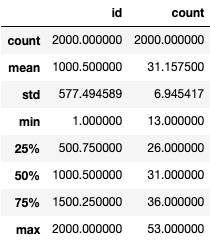 id count
count 2000.000000 2000.000000
mean 1000.500000 31.157500
std 577.494589 6.945417
min 1.000000 13.000000
25% 500.750000 26.000000
50% 1000.500000 31.000000
75% 1500.250000 36.000000
max 2000.000000 53.000000